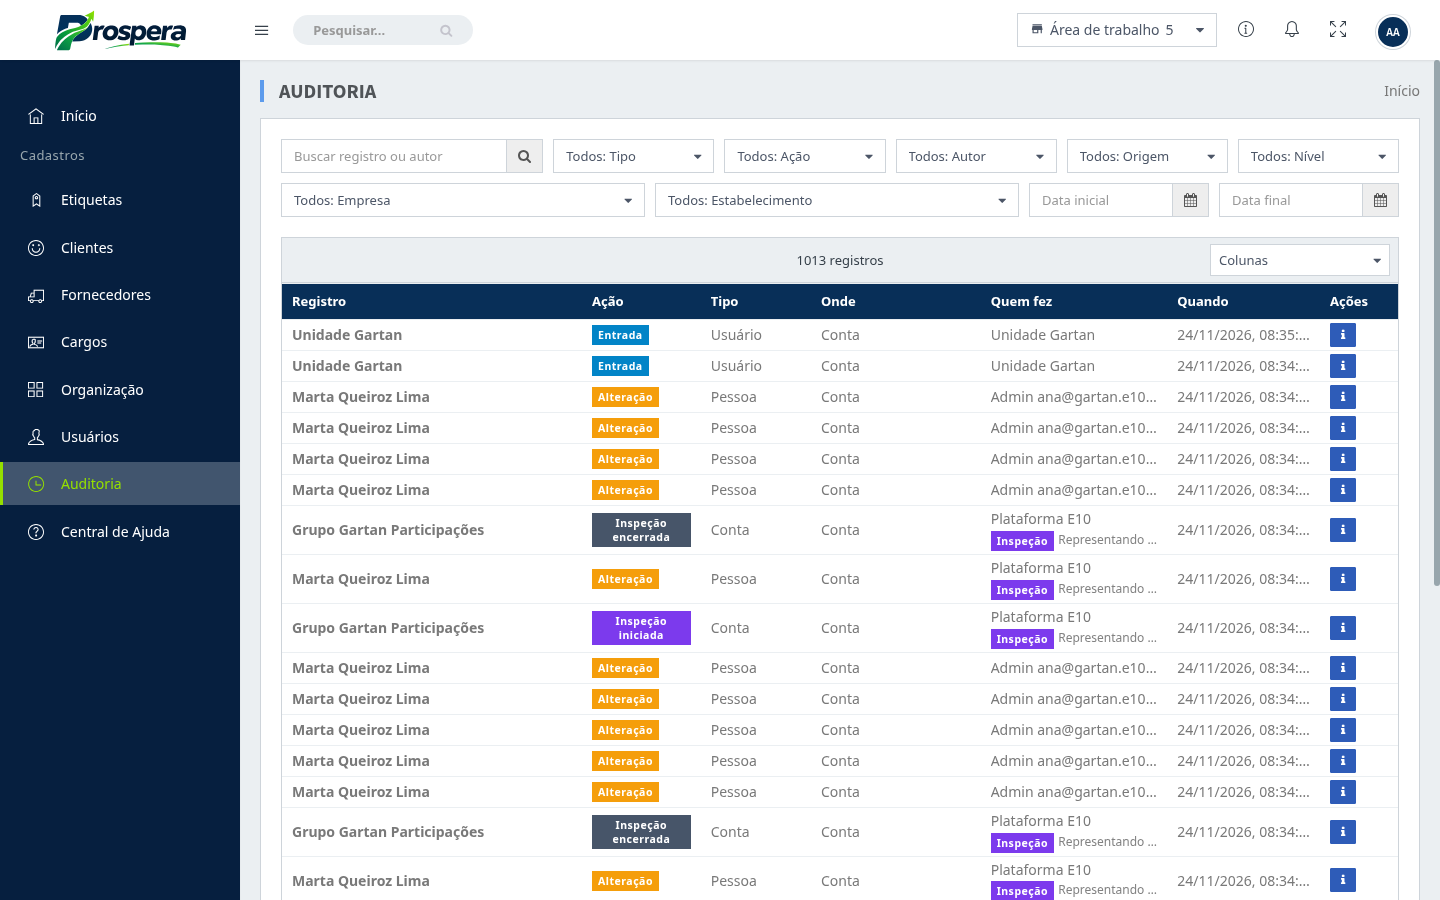 Prospera
Pesquisar...
Área de trabalho 5
AA
Início
Cadastros
Etiquetas
Clientes
Fornecedores
Cargos
Organização
Usuários
Auditoria
Central de Ajuda
AUDITORIA
Início
Buscar registro ou autor
Todos: Tipo
Todos: Ação
Todos: Autor
Todos: Origem
Todos: Nível
Todos: Empresa
Todos: Estabelecimento
Data inicial
Data final
1013 registros
Colunas
Registro Ação Tipo Onde Quem fez Quando Ações
Unidade Gartan Entrada Usuário Conta Unidade Gartan 24/11/2026, 08:35:...
Unidade Gartan Entrada Usuário Conta Unidade Gartan 24/11/2026, 08:34:...
Marta Queiroz Lima Alteração Pessoa Conta Admin ana@gartan.e10... 24/11/2026, 08:34:...
Marta Queiroz Lima Alteração Pessoa Conta Admin ana@gartan.e10... 24/11/2026, 08:34:...
Marta Queiroz Lima Alteração Pessoa Conta Admin ana@gartan.e10... 24/11/2026, 08:34:...
Marta Queiroz Lima Alteração Pessoa Conta Admin ana@gartan.e10... 24/11/2026, 08:34:...
Grupo Gartan Participações Inspeção encerrada Conta Conta Plataforma E10 Inspeção Representando ... 24/11/2026, 08:34:...
Marta Queiroz Lima Alteração Pessoa Conta Plataforma E10 Inspeção Representando ... 24/11/2026, 08:34:...
Grupo Gartan Participações Inspeção iniciada Conta Conta Plataforma E10 Inspeção Representando ... 24/11/2026, 08:34:...
Marta Queiroz Lima Alteração Pessoa Conta Admin ana@gartan.e10... 24/11/2026, 08:34:...
Marta Queiroz Lima Alteração Pessoa Conta Admin ana@gartan.e10... 24/11/2026, 08:34:...
Marta Queiroz Lima Alteração Pessoa Conta Admin ana@gartan.e10... 24/11/2026, 08:34:...
Marta Queiroz Lima Alteração Pessoa Conta Admin ana@gartan.e10... 24/11/2026, 08:34:...
Marta Queiroz Lima Alteração Pessoa Conta Admin ana@gartan.e10... 24/11/2026, 08:34:...
Grupo Gartan Participações Inspeção encerrada Conta Conta Plataforma E10 Inspeção Representando ... 24/11/2026, 08:34:...
Marta Queiroz Lima Alteração Pessoa Conta Plataforma E10 Inspeção Representando ... 24/11/2026, 08:34:...